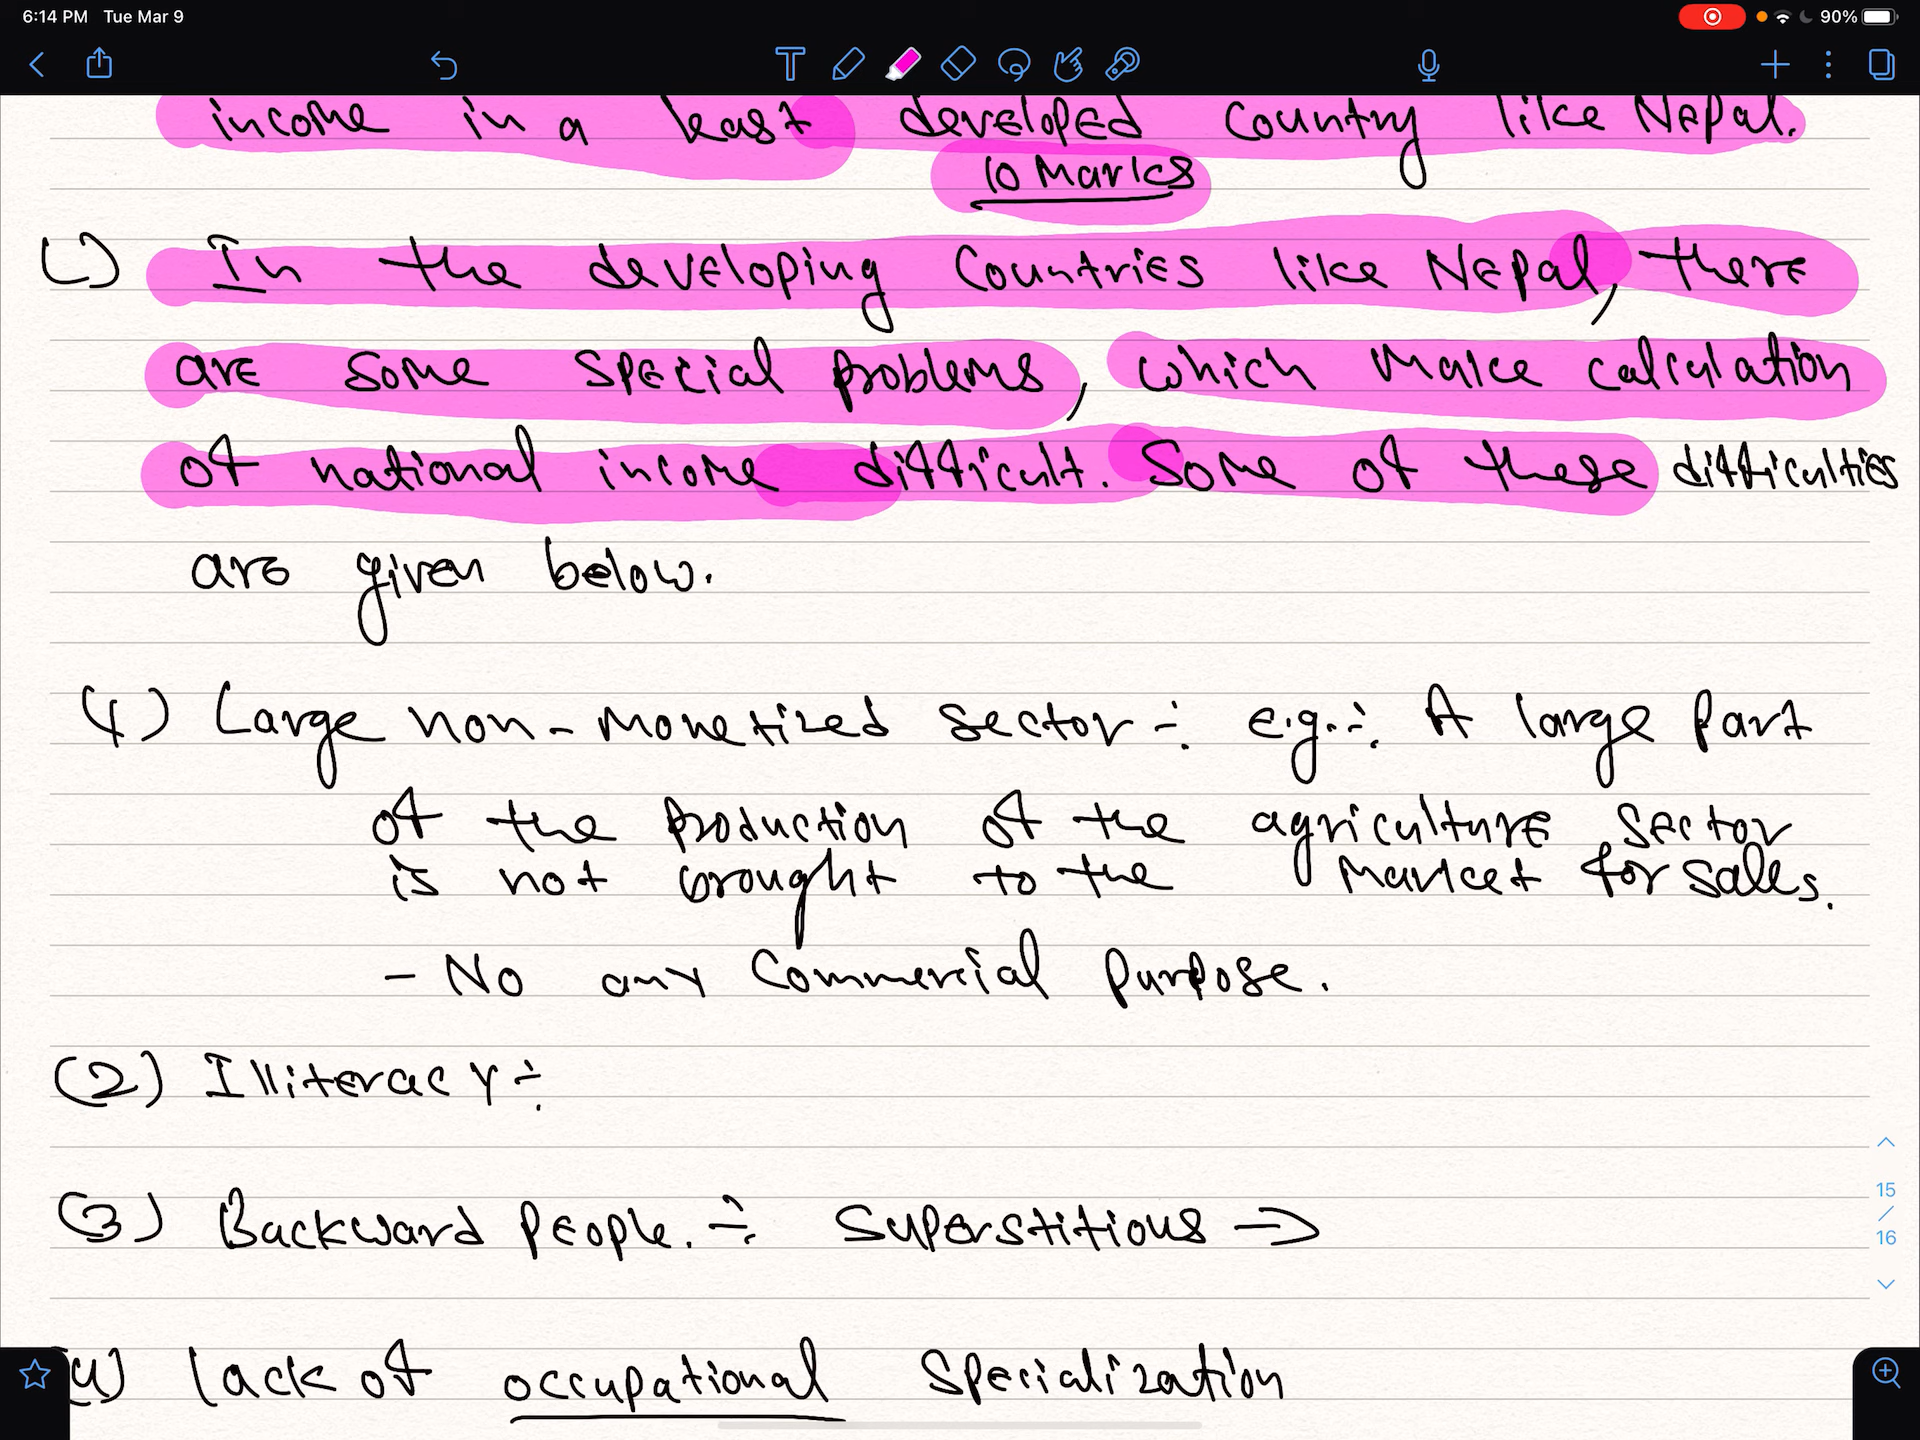 6:14 PM Tue Mar 9
90%
income in a least developed country like Nepal.
10 Marks
In the developing countries like Nepal, there
are some special problems, which make calculation
of national income difficult. Some of these difficulties
are given below.
(1) Large non-monetized sector ÷ e.g. ÷ A large part
of the production of the agriculture sector
is not brought to the market for sales.
- No any commercial purpose.
(2) Illiteracy ÷
(3) Backward people. ÷ Superstitious →
(4) lack of occupational specialization
15
/
16